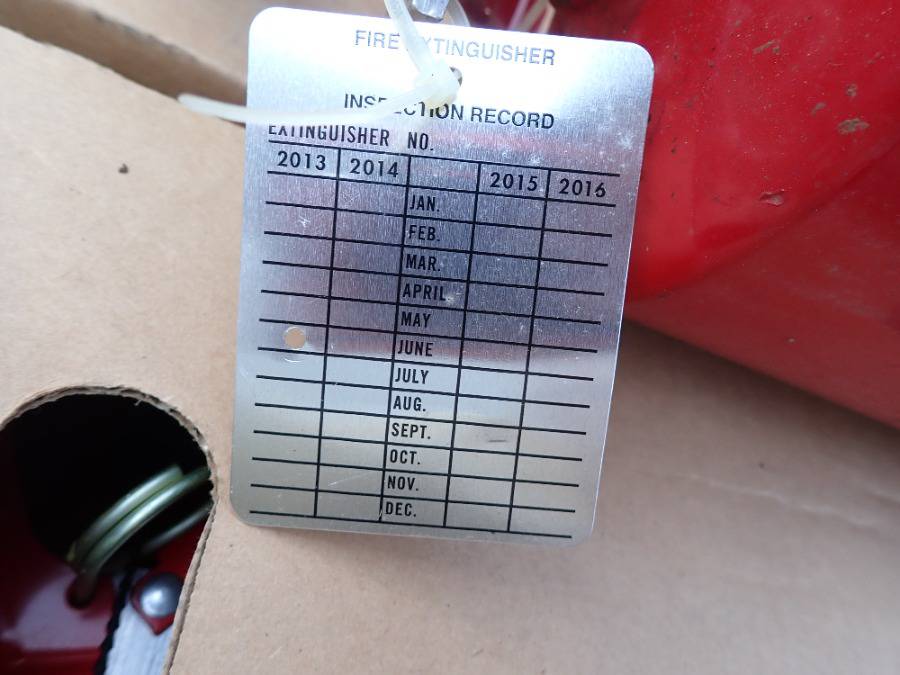 FIRE EXTINGUISHER
INSPECTION RECORD
EXTINGUISHER NO.
2013 2014 2015 2016
JAN.
FEB.
MAR.
APRIL
MAY
JUNE
JULY
AUG.
SEPT.
OCT.
NOV.
DEC.